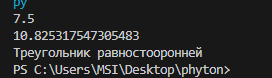 py
7.5
10.825317547305483
Треугольник равностооронней
PS C:\Users\MSI\Desktop\phyton>